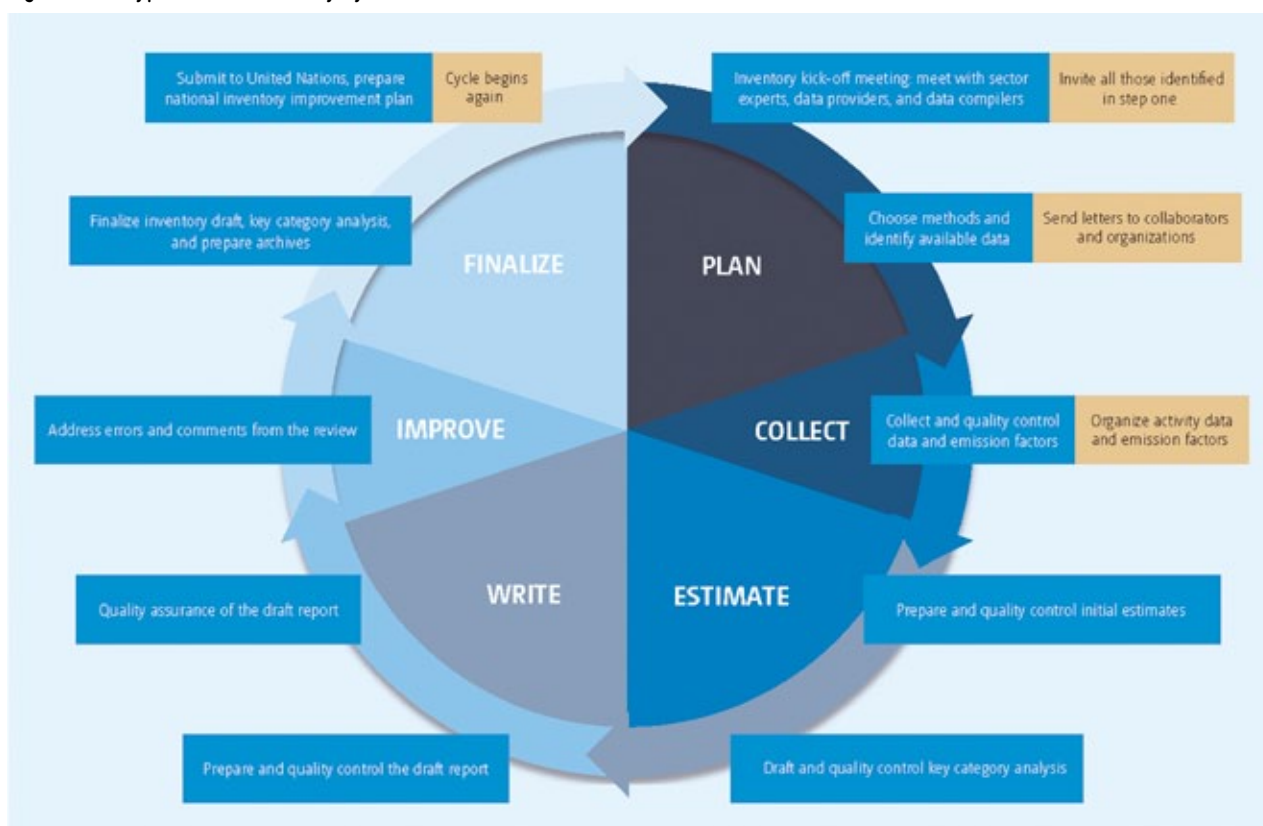 Submit to United Nations, prepare
national inventory improvement plan
Cycle begins
again
Inventory kick-off meeting: meet with sector
experts, data providers, and data compilers
Invite all those identified
in step one
Finalize inventory draft, key category analysis,
and prepare archives
Choose methods and
identify available data
Send letters to collaborators
and organizations
FINALIZE
PLAN
Address errors and comments from the review
IMPROVE
COLLECT
Collect and quality control
data and emission factors
Organize activity data
and emission factors
Quality assurance of the draft report
WRITE
ESTIMATE
Prepare and quality control initial estimates
Prepare and quality control the draft report
Draft and quality control key category analysis